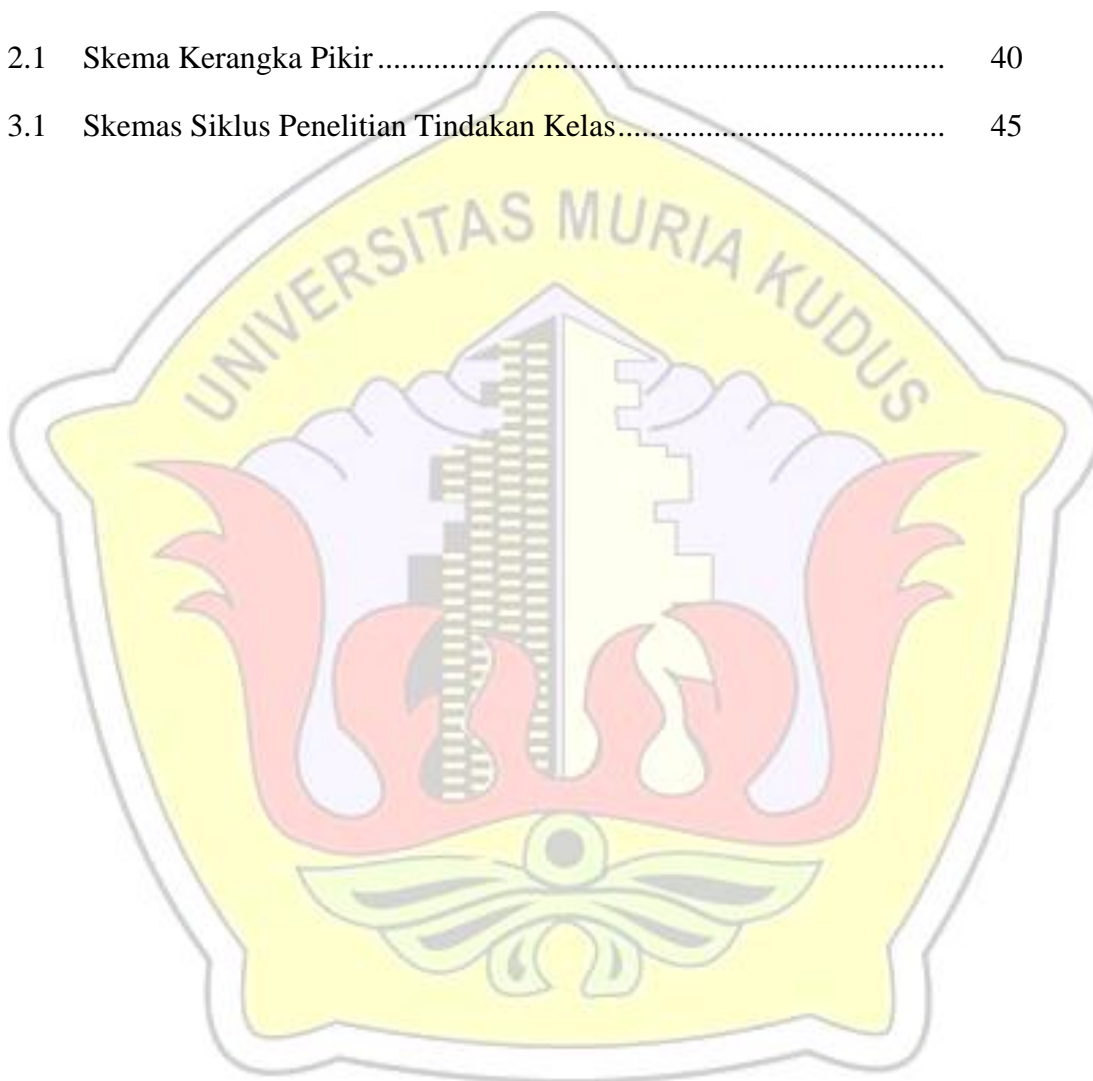 2.1 Skema Kerangka Pikir ....................................................................... 40
3.1 Skemas Siklus Penelitian Tindakan Kelas......................................... 45
UNIVERSITAS MURIA KUDUS